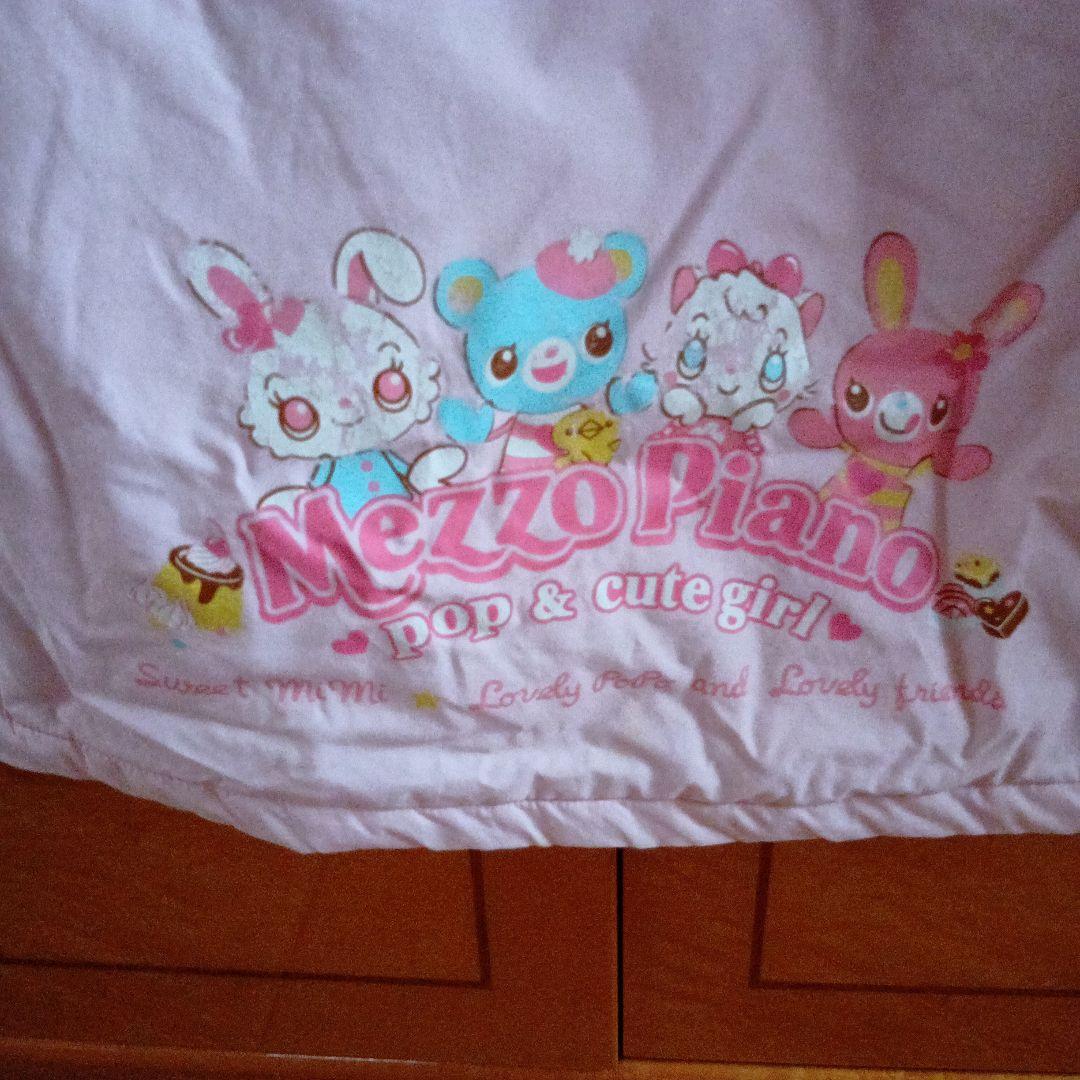 Mezzo Piano
pop & cute girl
Sweet MiMi ★ Lovely PoPo and Lovely friends